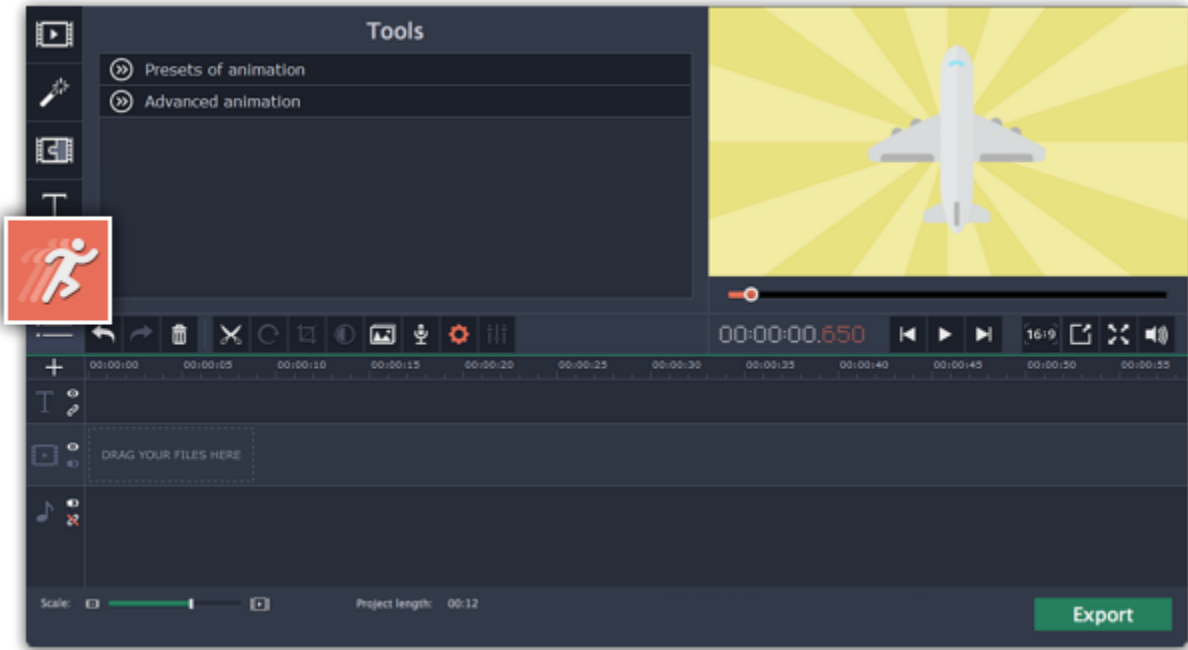 Tools
Presets of animation
Advanced animation
T
00:00:00.650
16:9
00:00:00 00:00:05 00:00:10 00:00:15 00:00:20 00:00:25 00:00:30 00:00:35 00:00:40 00:00:45 00:00:50 00:00:55
T
DRAG YOUR FILES HERE
Scale:
Project length: 00:12
Export